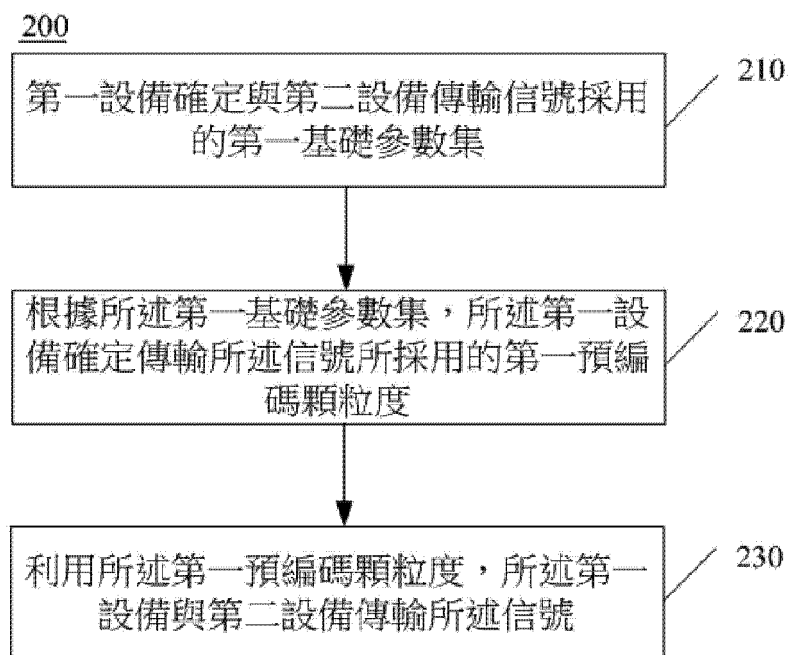 200
第一設備確定與第二設備傳輸信號採用
的第一基礎參數集
210
根據所述第一基礎參數集，所述第一設
備確定傳輸所述信號所採用的第一預編
碼顆粒度
220
利用所述第一預編碼顆粒度，所述第一
設備與第二設備傳輸所述信號
230